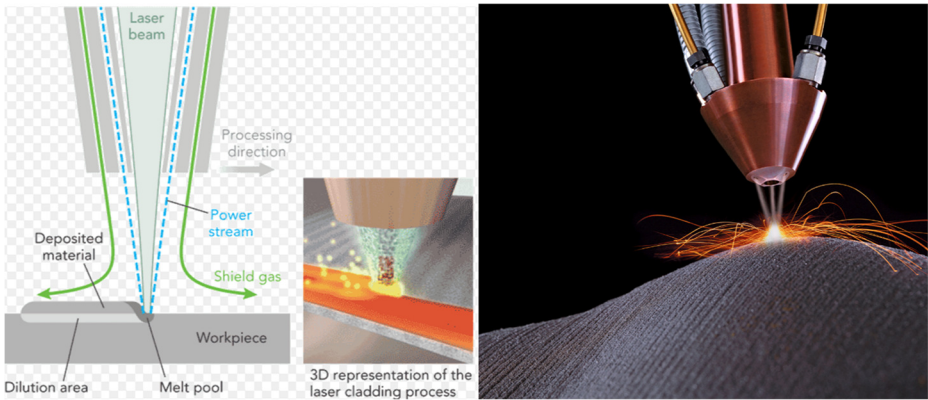 Laser
beam
Processing
direction
Power
stream
Deposited
material
Shield gas
Workpiece
Dilution area
Melt pool
3D representation of the
laser cladding process